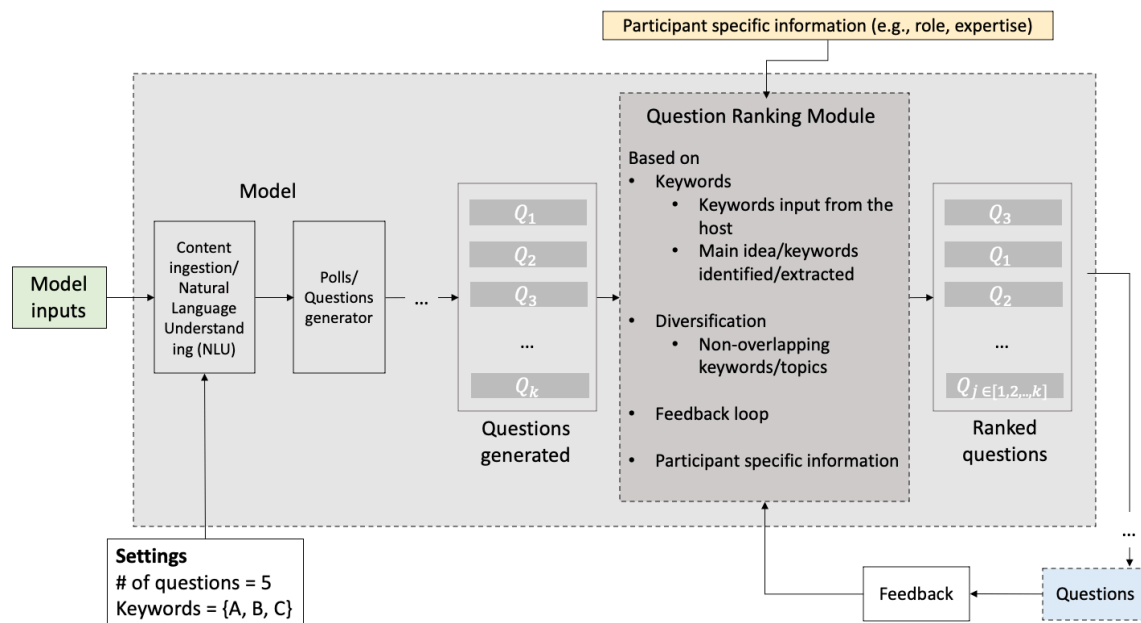 Participant specific information (e.g., role, expertise)
Question Ranking Module
Based on
• Keywords
• Keywords input from the
host
• Main idea/keywords
identified/extracted
• Diversification
• Non-overlapping
keywords/topics
• Feedback loop
• Participant specific information
Model
Model
inputs
Content
ingestion/
Natural
Language
Understand
ing (NLU)
Polls/
Questions
generator
...
Q₁
Q₂
Q₃
...
Qₖ
Questions
generated
Q₃
Q₁
Q₂
...
Q_{j∈[1,2,..,k]}
Ranked
questions
Settings
# of questions = 5
Keywords = {A, B, C}
...
Feedback
Questions